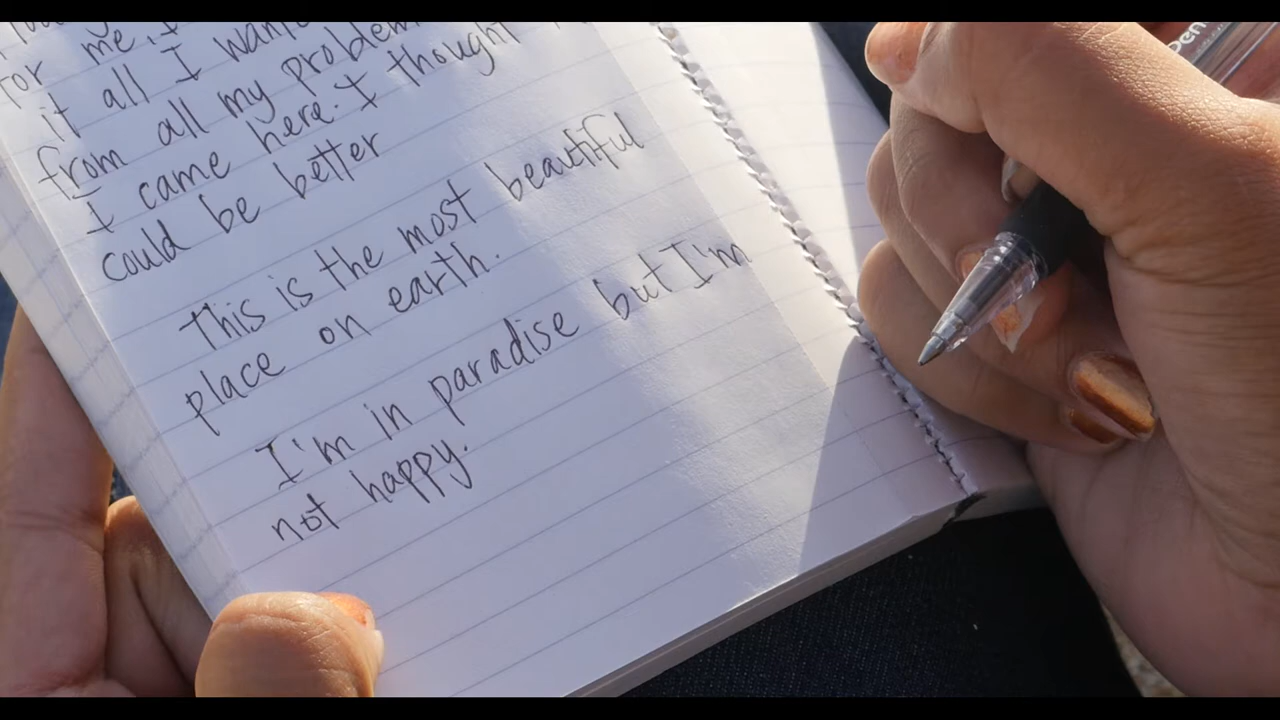 for me, I
it all I want
from all my problem
I came here. I thought
could be better
This is the most beautiful
place on earth.
I'm in paradise but I'm
not happy.